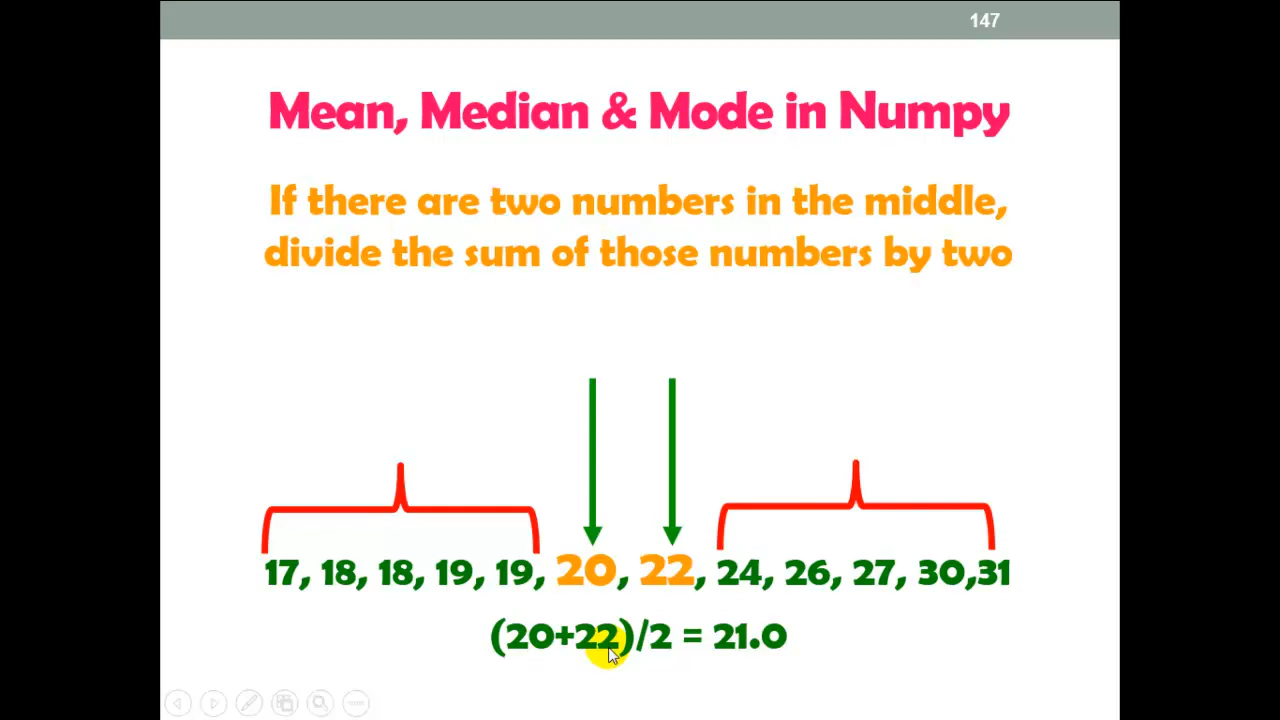 147
Mean, Median & Mode in Numpy
If there are two numbers in the middle,
divide the sum of those numbers by two
17, 18, 18, 19, 19, 20, 22, 24, 26, 27, 30,31
(20+22)/2 = 21.0